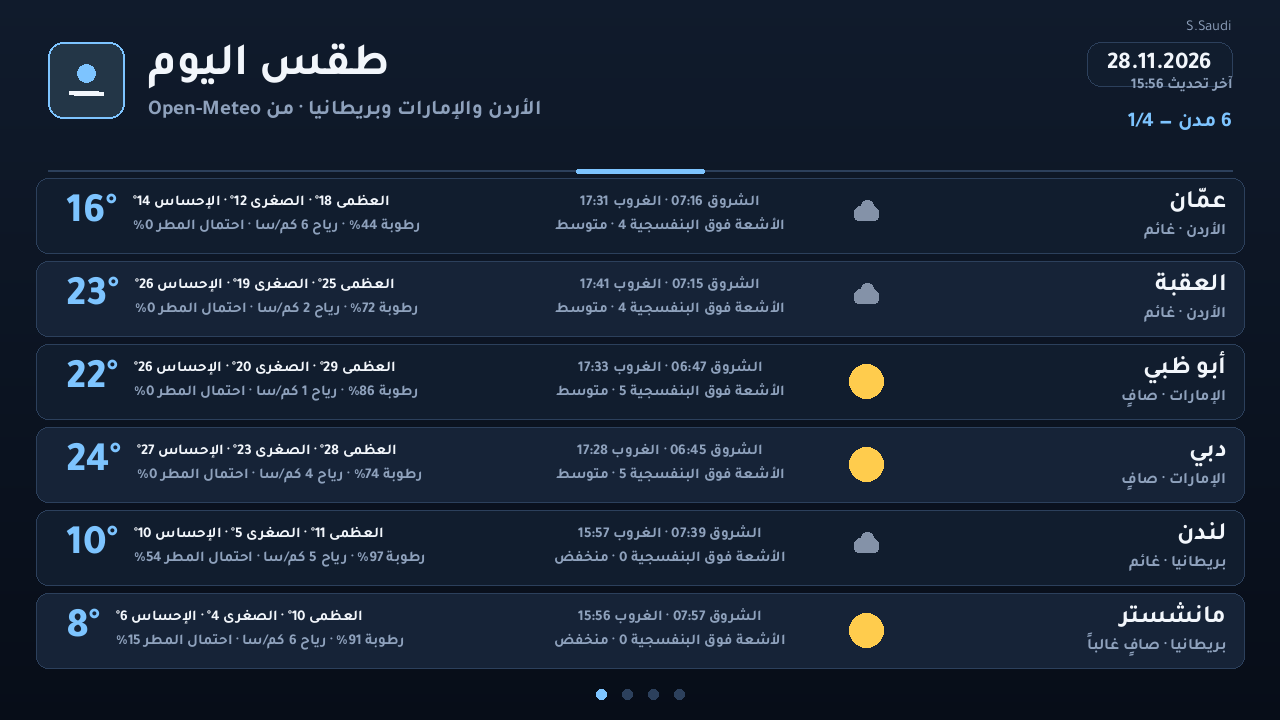 S.Saudi
28.11.2026
آخر تحديث 15:56
6 مدن — 1/4
طقس اليوم
الأردن والإمارات وبريطانيا · من Open-Meteo
عمّان
الأردن · غائم
الشروق 07:16 · الغروب 17:31
الأشعة فوق البنفسجية 4 · متوسط
العظمى 18° · الصغرى 12° · الإحساس 14°
رطوبة 44% · رياح 6 كم/سا · احتمال المطر 0%
16°
العقبة
الأردن · غائم
الشروق 07:15 · الغروب 17:41
الأشعة فوق البنفسجية 4 · متوسط
العظمى 25° · الصغرى 19° · الإحساس 26°
رطوبة 72% · رياح 2 كم/سا · احتمال المطر 0%
23°
أبو ظبي
الإمارات · صافٍ
الشروق 06:47 · الغروب 17:33
الأشعة فوق البنفسجية 5 · متوسط
العظمى 29° · الصغرى 20° · الإحساس 26°
رطوبة 86% · رياح 1 كم/سا · احتمال المطر 0%
22°
دبي
الإمارات · صافٍ
الشروق 06:45 · الغروب 17:28
الأشعة فوق البنفسجية 5 · متوسط
العظمى 28° · الصغرى 23° · الإحساس 27°
رطوبة 74% · رياح 4 كم/سا · احتمال المطر 0%
24°
لندن
بريطانيا · غائم
الشروق 07:39 · الغروب 15:57
الأشعة فوق البنفسجية 0 · منخفض
العظمى 11° · الصغرى 5° · الإحساس 10°
رطوبة 97% · رياح 5 كم/سا · احتمال المطر 54%
10°
مانشستر
بريطانيا · صافٍ غالباً
الشروق 07:57 · الغروب 15:56
الأشعة فوق البنفسجية 0 · منخفض
العظمى 10° · الصغرى 4° · الإحساس 6°
رطوبة 91% · رياح 6 كم/سا · احتمال المطر 15%
8°